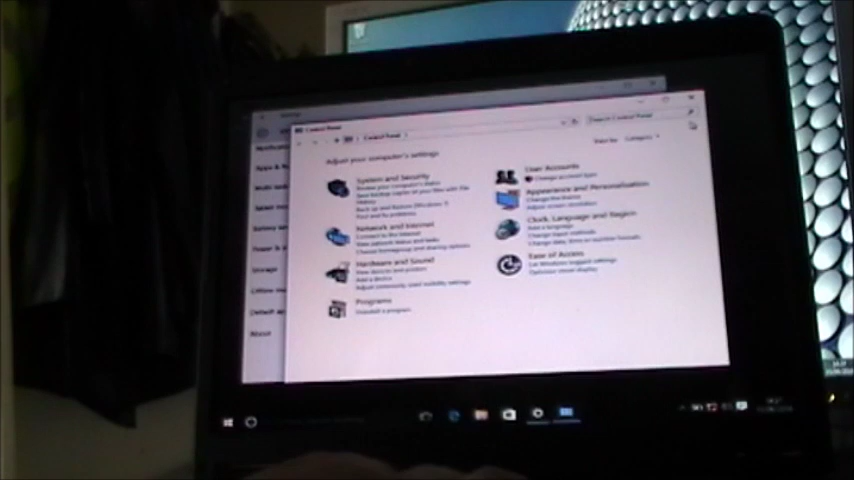 Control Panel
Control Panel
Search Control Panel
Adjust your computer's settings
View by: Category
System and Security
Review your computer's status
Save backup copies of your files with File
History
Back up and Restore (Windows 7)
Find and fix problems
Network and Internet
Connect to the Internet
View network status and tasks
Choose homegroup and sharing options
Hardware and Sound
View devices and printers
Add a device
Adjust commonly used mobility settings
Programs
Uninstall a program
User Accounts
Change account type
Appearance and Personalization
Change the theme
Adjust screen resolution
Clock, Language and Region
Add a language
Change input methods
Change date, time or number formats
Ease of Access
Let Windows suggest settings
Optimize visual display
Storage
About